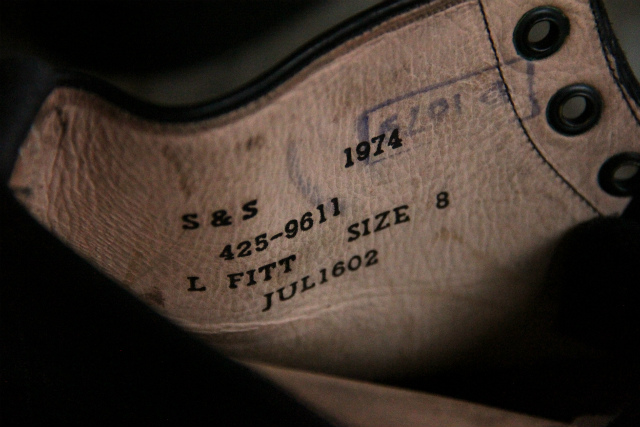 1974
S & S
425-9611
L FITT SIZE 8
JUL1602